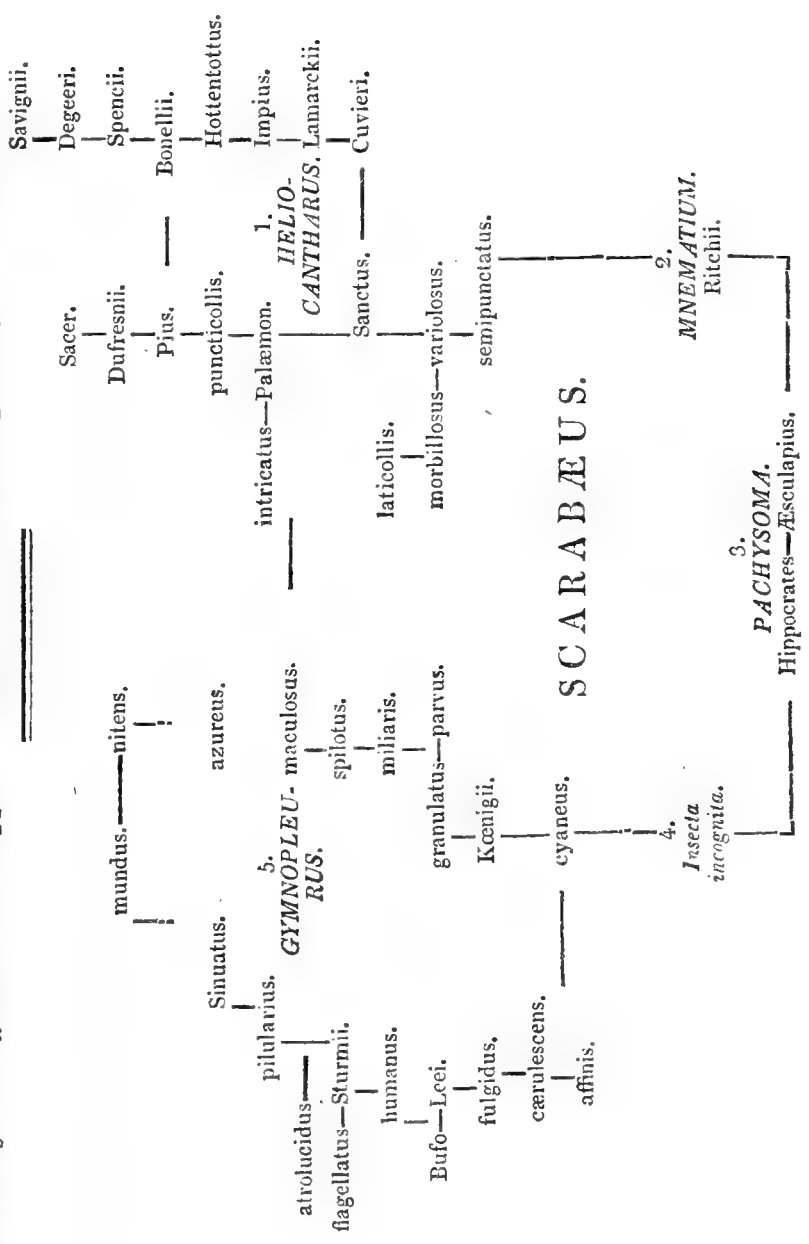 Savignii.
Sacer. Degeeri.
mundus.—nitens. Dufresnii. Spencii.
Pius. — Bonellii.
Sinuatus. azureus. puncticollis. Hottentottus.
pilularius. 5. intricatus—Palæmon. 1. Impius.
GYMNOPLEU- maculosus. HELIO-
atrolucidus RUS. CANTHARUS. Lamarckii.
flagellatus—Sturmii. spilotus. Sanctus. — Cuvieri.
humanus. miliaris. laticollis.
Bufo—Leei. granulatus—parvus. morbillosus—variolosus.
fulgidus. Kœnigii. semipunctatus.
cærulescens. — cyaneus.
SCARABÆUS.
affinis.
4. 2.
Insecta MNEMATIUM.
incognita. Ritchii.
3.
PACHYSOMA.
Hippocrates—Æsculapius.